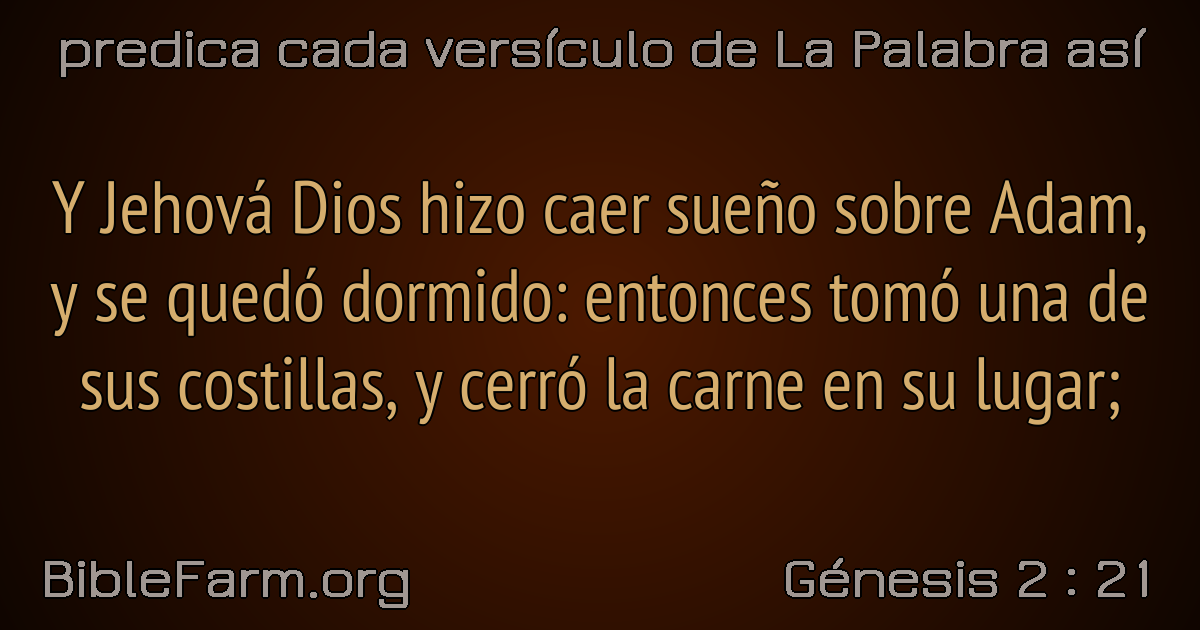 predica cada versículo de La Palabra así
Y Jehová Dios hizo caer sueño sobre Adam,
y se quedó dormido: entonces tomó una de
sus costillas, y cerró la carne en su lugar;
BibleFarm.org
Génesis 2 : 21